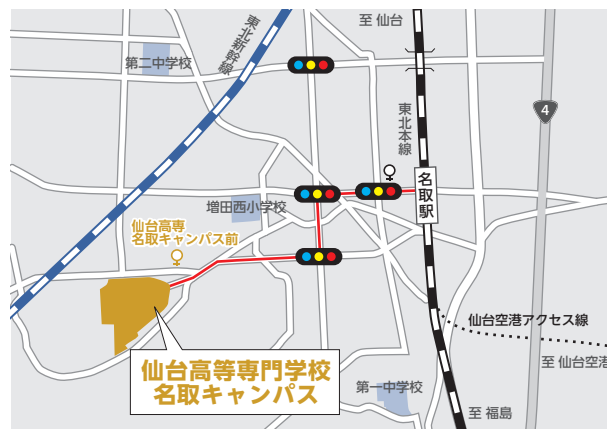 至 仙台
東北新幹線
第二中学校
4
東北本線
名取駅
増田西小学校
仙台高専
名取キャンパス前
仙台空港アクセス線
至 仙台空港
仙台高等専門学校
名取キャンパス
第一中学校
至 福島